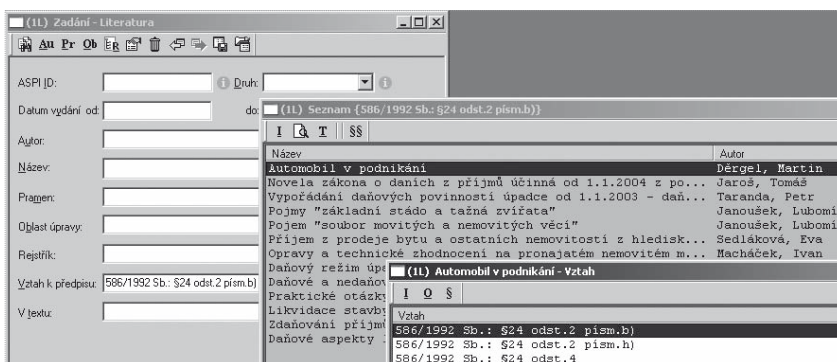 (1L) Zadání - Literatura
Au Pr Ob
ASPI ID:
Druh:
Datum vydání od:
do:
Autor:
Název:
Pramen:
Oblast úpravy:
Rejstřík:
Vztah k předpisu: 586/1992 Sb.: §24 odst.2 písm.b)
V textu:
(1L) Seznam {586/1992 Sb.: §24 odst.2 písm.b)}
I T §§
Název Autor
Automobil v podnikání Děrgel, Martin
Novela zákona o daních z příjmů účinná od 1.1.2004 z po... Jaroš, Tomáš
Vypořádání daňových povinností úpadce od 1.1.2003 - daň... Taranda, Petr
Pojmy "základní stádo a tažná zvířata" Janoušek, Lubomí
Pojem "soubor movitých a nemovitých věcí" Janoušek, Lubomí
Příjem z prodeje bytu a ostatních nemovitostí z hledisk... Sedláková, Eva
Opravy a technické zhodnocení na pronajatém nemovitém m... Macháček, Ivan
Daňový režim úpa
Daňové a nedaňov
Praktické otázky
Likvidace stavby
Zdaňování příjmů
Daňové aspekty
(1L) Automobil v podnikání - Vztah
I O §
Vztah
586/1992 Sb.: §24 odst.2 písm.b)
586/1992 Sb.: §24 odst.2 písm.h)
586/1992 Sb.: §24 odst.4